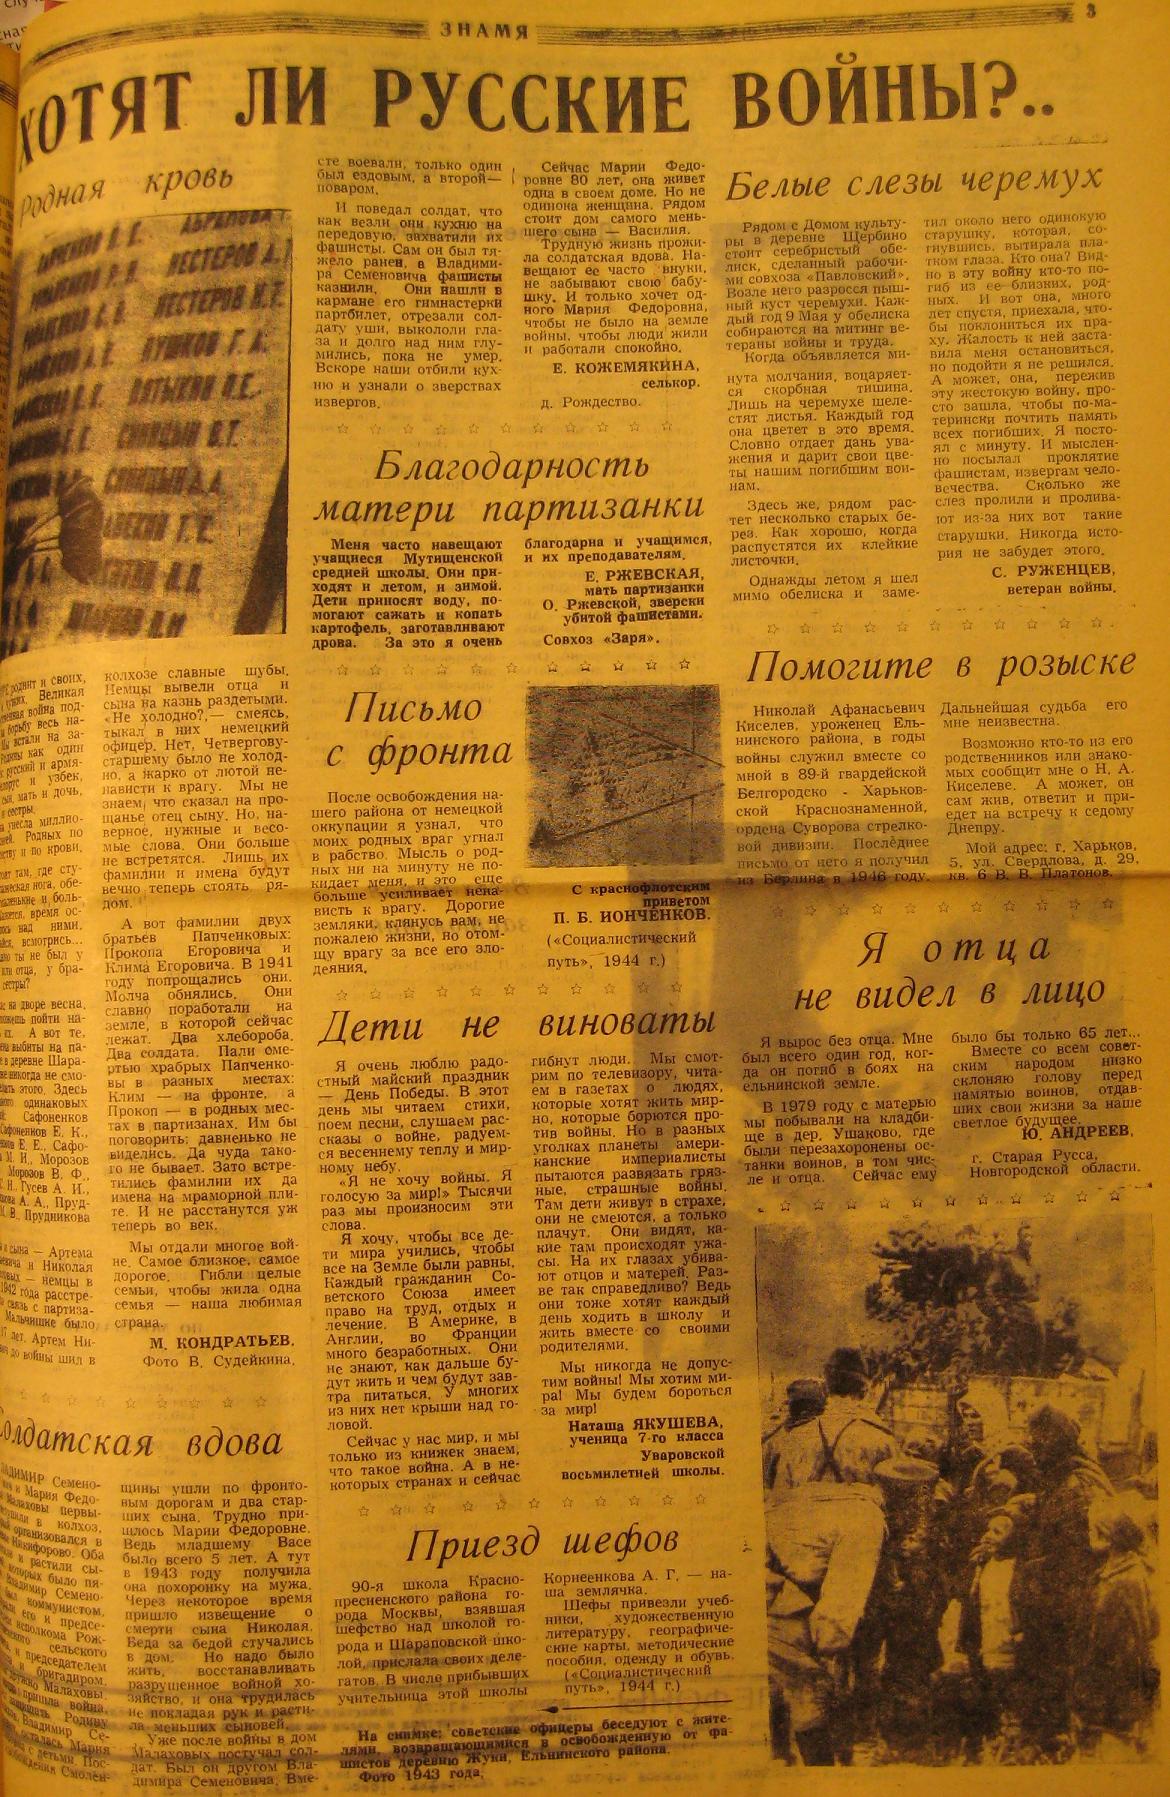 ЗНАМЯ
3
ХОТЯТ ЛИ РУССКИЕ ВОЙНЫ?..
Родная кровь
АБРАМОВА
НЕСТЕРОВ
НЕСТЕРОВ
СИНИЦЫН
родных и своих,
Великая
колхозе славные шубы.
Немцы вывели отца и
сына на казнь раздетыми.
«Не холодно?,— смеясь,
тыкал в них немецкий
офицер. Нет, Четвергову-
старшему было не холод-
но, а жарко от лютой не-
нависти к врагу. Мы не
знаем, что сказал на про-
щанье отец сыну. Но, на-
верное, нужные и весо-
мые слова. Они больше
не встретятся. Лишь их
фамилии и имена будут
вечно теперь стоять ря-
дом.
А вот фамилии двух
братьев Папченковых:
Прокопа Егоровича и
Клима Егоровича. В 1941
году попрощались они.
Молча обнялись. Они
славно поработали на
земле, в которой сейчас
лежат. Два хлебороба.
Два солдата. Пали сме-
ртью храбрых Папченко-
вы в разных местах:
Клим — на фронте, а
Прокоп — в родных мес-
тах в партизанах. Им бы
поговорить: давненько не
виделись. Да чуда тако-
го не бывает. Зато встре-
тились фамилии их да
имена на мраморной пли-
те. И не расстанутся уж
теперь во век.
Мы отдали многое вой-
не. Самое близкое, самое
дорогое. Гибли целые
семьи, чтобы жила одна
семья — наша любимая
страна.
М. КОНДРАТЬЕВ.
Фото В. Судейкина.
Солдатская вдова
щины ушли по фронто-
вым дорогам и два стар-
ших сына. Трудно при-
шлось Марии Федоровне.
Ведь младшему Васе
было всего 5 лет. А тут
в 1943 году получила
она похоронку на мужа.
Через некоторое время
пришло извещение о
смерти сына Николая.
Беда за бедой стучались
в дом. Но надо было
жить, восстанавливать
разрушенное войной хо-
зяйство, и она трудилась
не покладая рук и расти-
ла меньших сыновей.
Уже после войны в дом
Малаховых постучал сол-
дат. Был он другом Вла-
димира Семеновича. Вме-
сте воевали, только один
был ездовым, а второй—
поваром.
И поведал солдат, что
как везли они кухню на
передовую, захватили их
фашисты. Сам он был тя-
жело ранен, а Владими-
ра Семеновича фашисты
казнили. Они нашли в
кармане его гимнастерки
партбилет, отрезали сол-
дату уши, выкололи гла-
за и долго над ним глу-
мились, пока не умер.
Вскоре наши отбили кух-
ню и узнали о зверствах
извергов.
Сейчас Марии Федо-
ровне 80 лет, она живет
одна в своем доме. Но не
одинока женщина. Рядом
стоит дом самого мень-
шего сына — Василия.
Трудную жизнь прожи-
ла солдатская вдова. На-
вещают ее часто внуки,
не забывают свою бабу-
шку. И только хочет од-
ного Мария Федоровна,
чтобы не было на земле
войны, чтобы люди жили
и работали спокойно.
Е. КОЖЕМЯКИНА,
селькор.
д. Рождество.
Благодарность
матери партизанки
Меня часто навещают
учащиеся Мутищенской
средней школы. Они при-
ходят и летом, и зимой.
Дети приносят воду, по-
могают сажать и копать
картофель, заготавливают
дрова. За это я очень
благодарна и учащимся,
и их преподавателям.
Е. РЖЕВСКАЯ,
мать партизанки
О. Ржевской, зверски
убитой фашистами.
Совхоз «Заря».
Письмо
с фронта
После освобождения на-
шего района от немецкой
оккупации я узнал, что
моих родных враг угнал
в рабство. Мысль о род-
ных ни на минуту не по-
кидает меня, и это еще
больше усиливает нена-
висть к врагу. Дорогие
земляки, клянусь вам, не
пожалею жизни, но отом-
щу врагу за все его зло-
деяния.
С краснофлотским
приветом
П. Б. ИОНЧЕНКОВ.
(«Социалистический
путь», 1944 г.)
Дети не виноваты
Я очень люблю радо-
стный майский праздник
— День Победы. В этот
день мы читаем стихи,
поем песни, слушаем рас-
сказы о войне, радуем-
ся весеннему теплу и мир-
ному небу.
«Я не хочу войны. Я
голосую за мир!» Тысячи
раз мы произносим эти
слова.
Я хочу, чтобы все де-
ти мира учились, чтобы
все на Земле были равны.
Каждый гражданин Со-
ветского Союза имеет
право на труд, отдых и
лечение. В Америке, в
Англии, во Франции
много безработных. Они
не знают, как дальше бу-
дут жить и чем будут зав-
тра питаться. У многих
из них нет крыши над го-
ловой.
Сейчас у нас мир, и мы
только из книжек знаем,
что такое война. А в не-
которых странах и сейчас
гибнут люди. Мы смот-
рим по телевизору, чита-
ем в газетах о людях,
которые хотят жить мир-
но, которые борются про-
тив войны. Но в разных
уголках планеты амери-
канские империалисты
пытаются развязать гряз-
ные, страшные войны.
Там дети живут в страхе,
они не смеются, а только
плачут. Они видят, ка-
кие там происходят ужа-
сы. На их глазах убива-
ют отцов и матерей. Раз-
ве так справедливо? Ведь
они тоже хотят каждый
день ходить в школу и
жить вместе со своими
родителями.
Мы никогда не допус-
тим войны! Мы хотим ми-
ра! Мы будем бороться
за мир!
Наташа ЯКУШЕВА,
ученица 7-го класса
Уваровской
восьмилетней школы.
Приезд шефов
90-я школа Красно-
пресненского района го-
рода Москвы, взявшая
шефство над школой го-
рода и Шараповской шко-
лой, прислала своих деле-
гатов. В числе прибывших
учительница этой школы
Корнеенкова А. Г. — на-
ша землячка.
Шефы привезли учеб-
ники, художественную
литературу, географиче-
ские карты, методические
пособия, одежду и обувь.
(«Социалистический
путь», 1944 г.)
На снимке: советские офицеры беседуют с жите-
лями, возвращающимися в освобожденную от фа-
шистов деревню Жуки, Ельнинского района.
Фото 1943 года.
Белые слезы черемух
Рядом с Домом культу-
ры в деревне Щербино
стоит серебристый обе-
лиск, сделанный рабочи-
ми совхоза «Павловский».
Возле него разросся пыш-
ный куст черемухи. Каж-
дый год 9 Мая у обелиска
собираются на митинг ве-
тераны войны и труда.
Когда объявляется ми-
нута молчания, воцаряет-
ся скорбная тишина.
Лишь на черемухе шеле-
стят листья. Каждый год
она цветет в это время.
Словно отдает дань ува-
жения и дарит свои цве-
ты нашим погибшим вои-
нам.
Здесь же, рядом рас-
тет несколько старых бе-
рез. Как хорошо, когда
распустятся их клейкие
листочки.
Однажды летом я шел
мимо обелиска и заме-
тил около него одинокую
старушку, которая, со-
гнувшись, вытирала пла-
тком глаза. Кто она? Вид-
но в эту войну кто-то по-
гиб из ее близких, род-
ных. И вот она, много
лет спустя, приехала, что-
бы поклониться их пра-
ху. Жалость к ней заста-
вила меня остановиться,
но подойти я не решился.
А может, она, пережив
эту жестокую войну, про-
сто зашла, чтобы по-ма-
терински почтить память
всех погибших. Я посто-
ял с минуту. И мыслен-
но посылал проклятие
фашистам, извергам чело-
вечества. Сколько же
слез пролили и пролива-
ют из-за них вот такие
старушки. Никогда исто-
рия не забудет этого.
С. РУЖЕНЦЕВ,
ветеран войны.
Помогите в розыске
Николай Афанасьевич
Киселев, уроженец Ель-
нинского района, в годы
войны служил вместе со
мной в 89-й гвардейской
Белгородско - Харьков-
ской Краснознаменной,
ордена Суворова стрелко-
вой дивизии. Последнее
письмо от него я получил
из Берлина в 1946 году.
Дальнейшая судьба его
мне неизвестна.
Возможно кто-то из его
родственников или знако-
мых сообщит мне о Н. А.
Киселеве. А может, он
сам жив, ответит и при-
едет на встречу к седому
Днепру.
Мой адрес: г. Харьков,
5, ул. Свердлова, д. 29,
кв. 6 В. В. Платонов.
Я отца
не видел в лицо
Я вырос без отца. Мне
был всего один год, ког-
да он погиб в боях на
ельнинской земле.
В 1979 году с матерью
мы побывали на кладби-
ще в дер. Ушаково, где
были перезахоронены ос-
танки воинов, в том чис-
ле и отца. Сейчас ему
было бы только 65 лет...
Вместе со всем совет-
ским народом низко
склоняю голову перед
памятью воинов, отдав-
ших свои жизни за наше
светлое будущее.
Ю. АНДРЕЕВ,
г. Старая Русса,
Новгородской области.